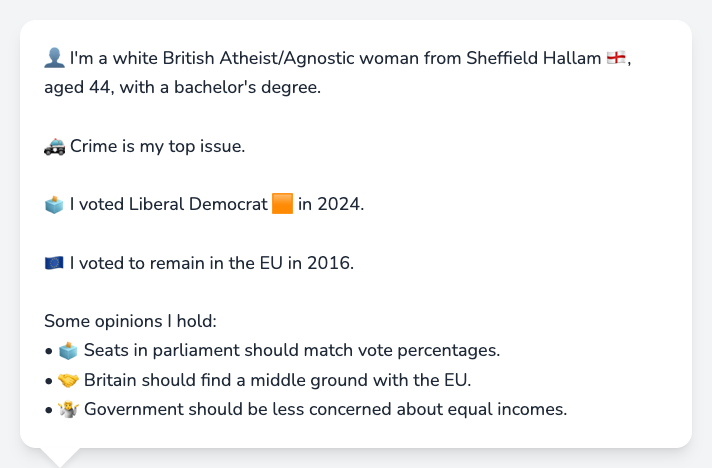 👤 I'm a white British Atheist/Agnostic woman from Sheffield Hallam 🏴󠁧󠁢󠁥󠁮󠁧󠁿,
aged 44, with a bachelor's degree.
🚓 Crime is my top issue.
🗳️ I voted Liberal Democrat 🟧 in 2024.
🇪🇺 I voted to remain in the EU in 2016.
Some opinions I hold:
• 🗳️ Seats in parliament should match vote percentages.
• 🤝 Britain should find a middle ground with the EU.
• 🤷 Government should be less concerned about equal incomes.